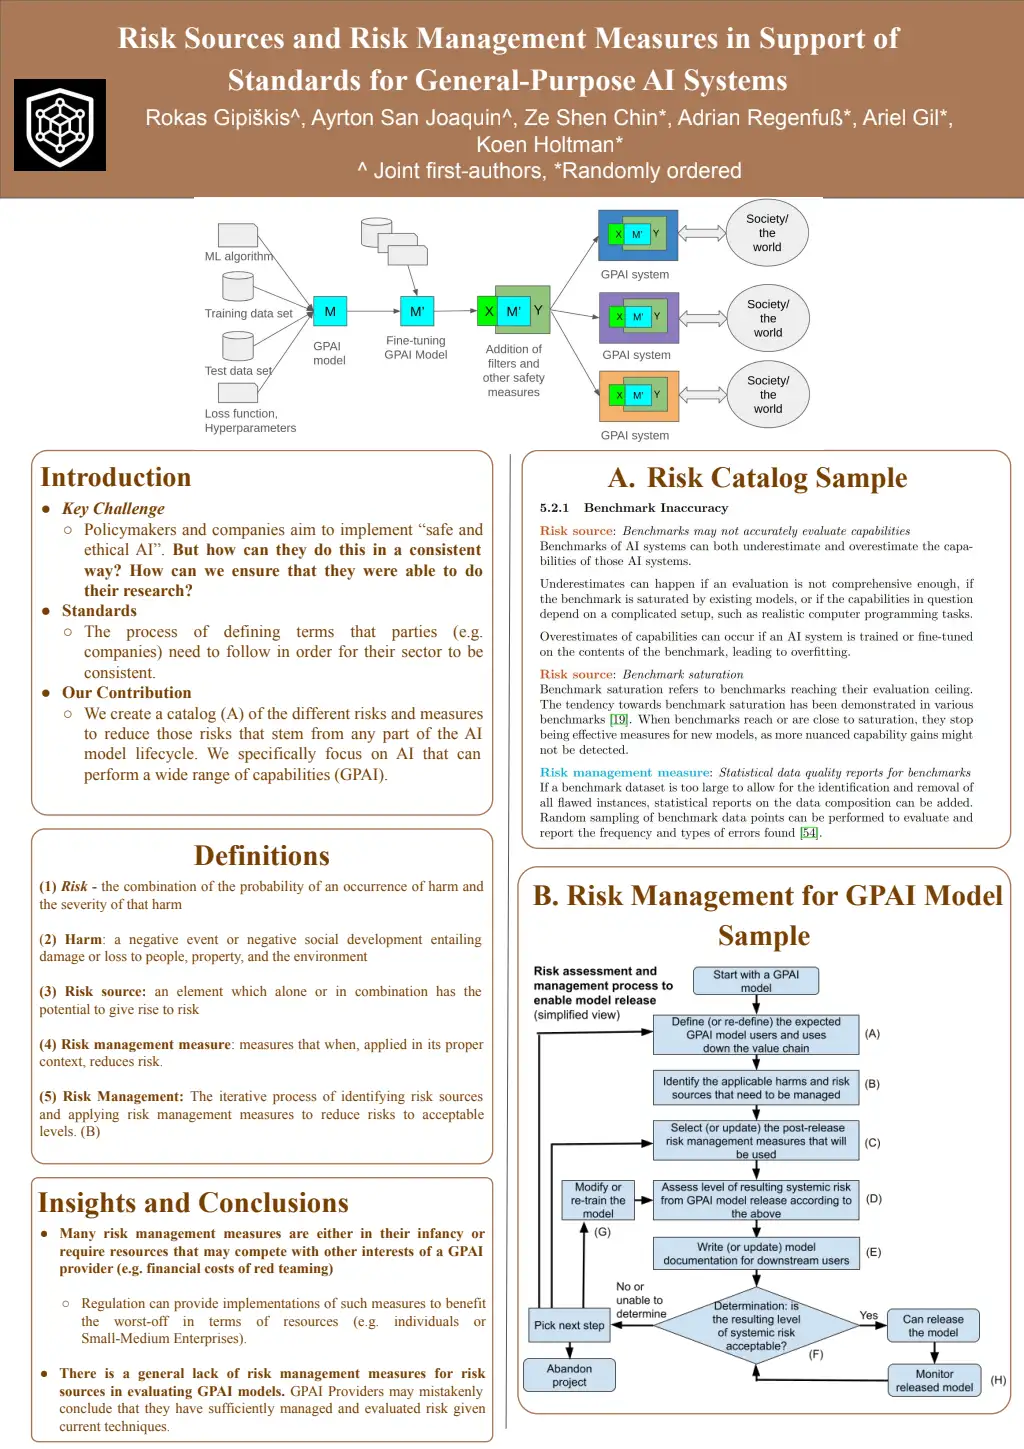 Risk Sources and Risk Management Measures in Support of
Standards for General-Purpose AI Systems
Rokas Gipiškis^, Ayrton San Joaquin^, Ze Shen Chin*, Adrian Regenfuß*, Ariel Gil*,
Koen Holtman*
^ Joint first-authors, *Randomly ordered
ML algorithm
Training data set
Test data set
Loss function,
Hyperparameters
M
GPAI
model
M'
Fine-tuning
GPAI Model
X
M'
Y
Addition of
filters and
other safety
measures
X
M'
Y
GPAI system
Society/
the
world
X
M'
Y
GPAI system
Society/
the
world
X
M'
Y
GPAI system
Society/
the
world
Introduction
● Key Challenge
○ Policymakers and companies aim to implement “safe and
ethical AI”. But how can they do this in a consistent
way? How can we ensure that they were able to do
their research?
● Standards
○ The process of defining terms that parties (e.g.
companies) need to follow in order for their sector to be
consistent.
● Our Contribution
○ We create a catalog (A) of the different risks and measures
to reduce those risks that stem from any part of the AI
model lifecycle. We specifically focus on AI that can
perform a wide range of capabilities (GPAI).
Definitions
(1) Risk - the combination of the probability of an occurrence of harm and
the severity of that harm
(2) Harm: a negative event or negative social development entailing
damage or loss to people, property, and the environment
(3) Risk source: an element which alone or in combination has the
potential to give rise to risk
(4) Risk management measure: measures that when, applied in its proper
context, reduces risk.
(5) Risk Management: The iterative process of identifying risk sources
and applying risk management measures to reduce risks to acceptable
levels. (B)
Insights and Conclusions
● Many risk management measures are either in their infancy or
require resources that may compete with other interests of a GPAI
provider (e.g. financial costs of red teaming)
○ Regulation can provide implementations of such measures to benefit
the worst-off in terms of resources (e.g. individuals or
Small-Medium Enterprises).
● There is a general lack of risk management measures for risk
sources in evaluating GPAI models. GPAI Providers may mistakenly
conclude that they have sufficiently managed and evaluated risk given
current techniques.
A. Risk Catalog Sample
5.2.1 Benchmark Inaccuracy
Risk source: Benchmarks may not accurately evaluate capabilities
Benchmarks of AI systems can both underestimate and overestimate the capa-
bilities of those AI systems.
Underestimates can happen if an evaluation is not comprehensive enough, if
the benchmark is saturated by existing models, or if the capabilities in question
depend on a complicated setup, such as realistic computer programming tasks.
Overestimates of capabilities can occur if an AI system is trained or fine-tuned
on the contents of the benchmark, leading to overfitting.
Risk source: Benchmark saturation
Benchmark saturation refers to benchmarks reaching their evaluation ceiling.
The tendency towards benchmark saturation has been demonstrated in various
benchmarks [19]. When benchmarks reach or are close to saturation, they stop
being effective measures for new models, as more nuanced capability gains might
not be detected.
Risk management measure: Statistical data quality reports for benchmarks
If a benchmark dataset is too large to allow for the identification and removal of
all flawed instances, statistical reports on the data composition can be added.
Random sampling of benchmark data points can be performed to evaluate and
report the frequency and types of errors found [54].
B. Risk Management for GPAI Model
Sample
Risk assessment and
management process to
enable model release
(simplified view)
Start with a GPAI
model
Define (or re-define) the expected
GPAI model users and uses
down the value chain
(A)
Identify the applicable harms and risk
sources that need to be managed
(B)
Select (or update) the post-release
risk management measures that will
be used
(C)
Modify or
re-train the
model
(G)
Assess level of resulting systemic risk
from GPAI model release according to
the above
(D)
Write (or update) model
documentation for downstream users
(E)
No or
unable to
determine
Determination: is
the resulting level
of systemic risk
acceptable?
(F)
Yes
Pick next step
Can release
the model
Abandon
project
Monitor
released model
(H)